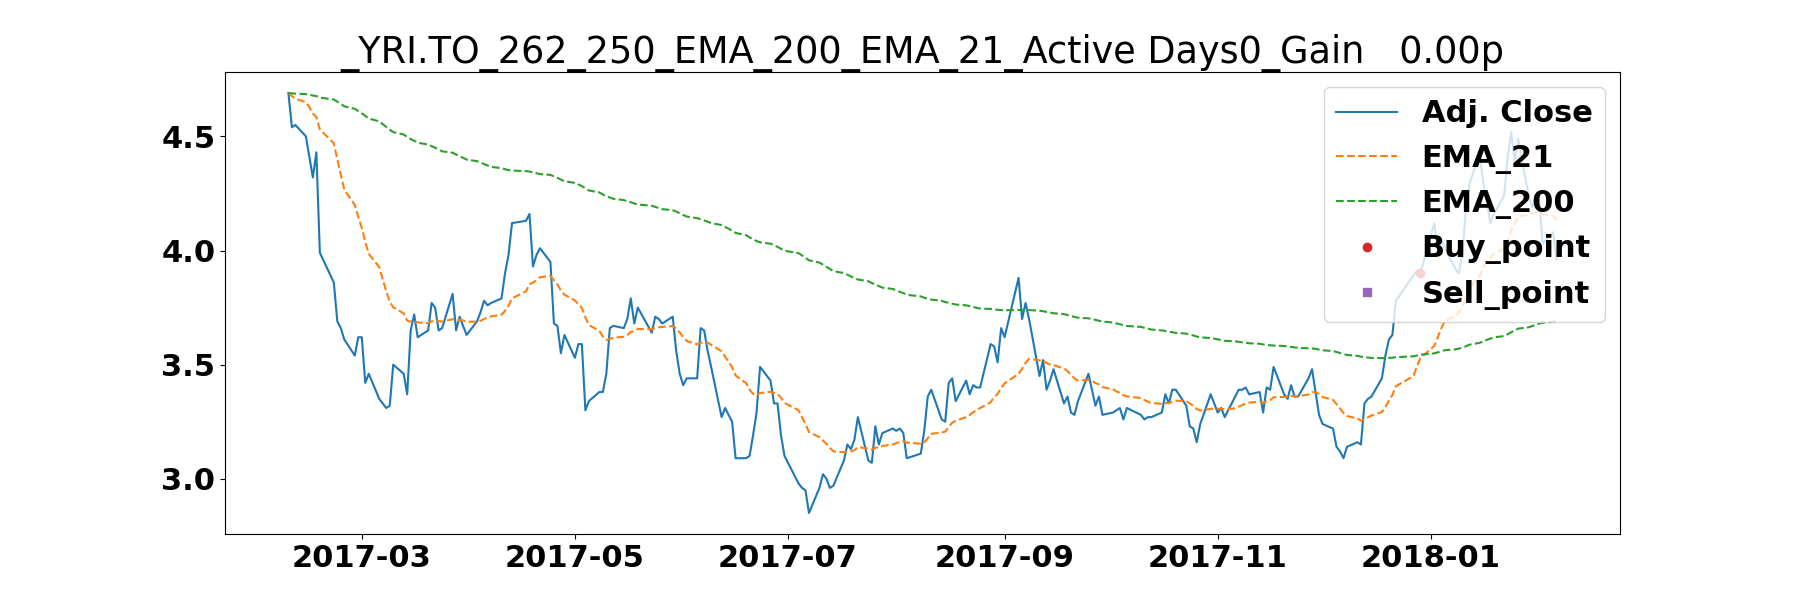 _YRI.TO_262_250_EMA_200_EMA_21_Active Days0_Gain   0.00p
4.5
4.0
3.5
3.0
Adj. Close
EMA_21
EMA_200
Buy_point
Sell_point
2017-03 2017-05 2017-07 2017-09 2017-11 2018-01